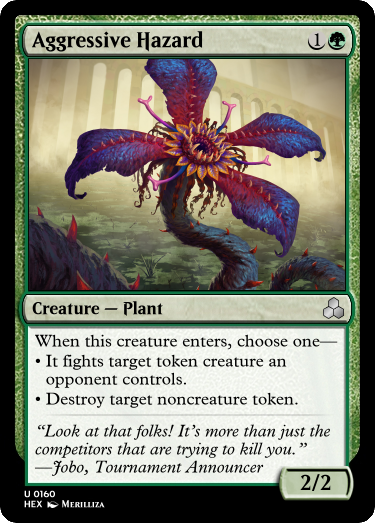 Aggressive Hazard 1
Creature — Plant
When this creature enters, choose one—
• It fights target token creature an
opponent controls.
• Destroy target noncreature token.
“Look at that folks! It's more than just the
competitors that are trying to kill you.”
—Jobo, Tournament Announcer
2/2
U 0160
HEX Merilliza